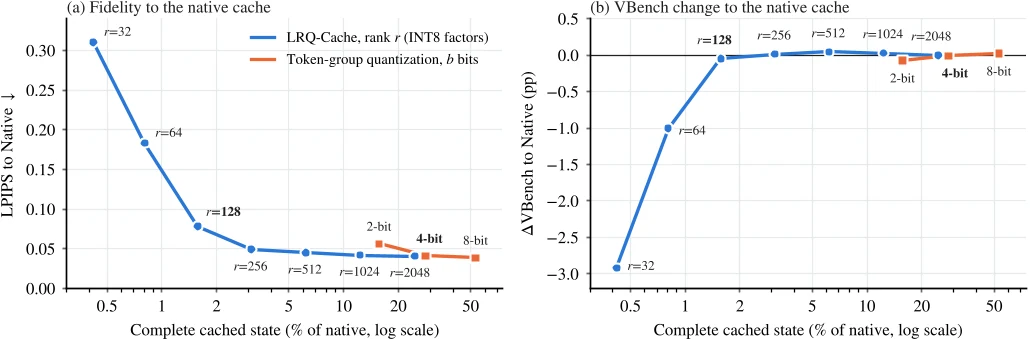 (a) Fidelity to the native cache
LPIPS to Native ↓
0.30
0.25
0.20
0.15
0.10
0.05
0.00
r=32
r=64
r=128
r=256
r=512
r=1024
r=2048
2-bit
4-bit
8-bit
LRQ-Cache, rank r (INT8 factors)
Token-group quantization, b bits
0.5
1
2
5
10
20
50
Complete cached state (% of native, log scale)
(b) VBench change to the native cache
ΔVBench to Native (pp)
0.5
0.0
−0.5
−1.0
−1.5
−2.0
−2.5
−3.0
r=32
r=64
r=128
r=256
r=512
r=1024
r=2048
2-bit
4-bit
8-bit
0.5
1
2
5
10
20
50
Complete cached state (% of native, log scale)